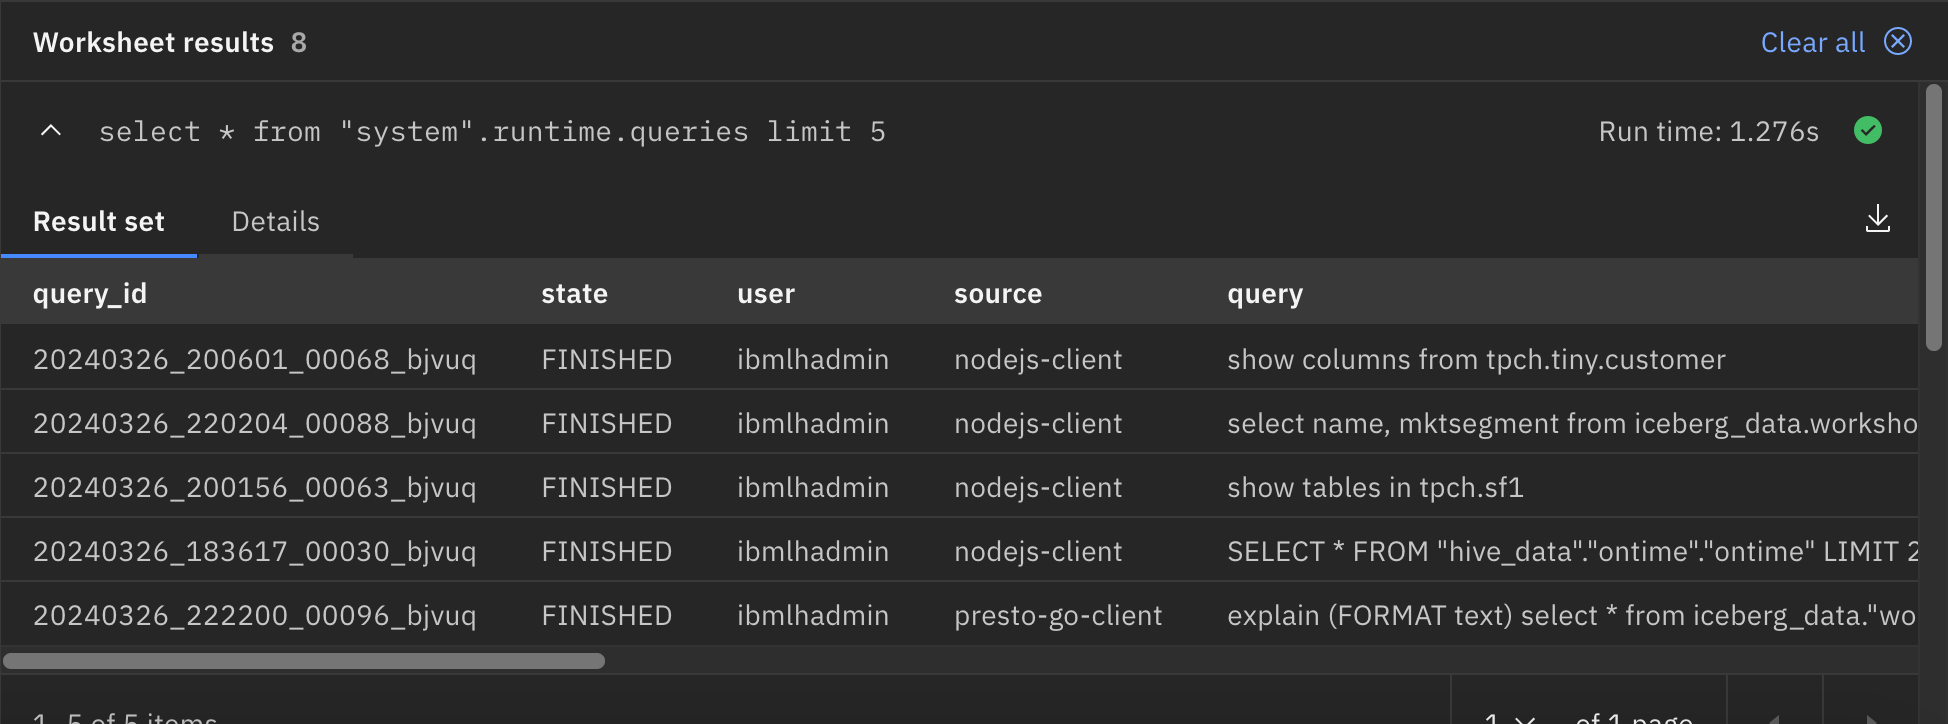 Worksheet results 8 Clear all
select * from "system".runtime.queries limit 5 Run time: 1.276s
Result set Details
query_id state user source query
20240326_200601_00068_bjvuq FINISHED ibmlhadmin nodejs-client show columns from tpch.tiny.customer
20240326_220204_00088_bjvuq FINISHED ibmlhadmin nodejs-client select name, mktsegment from iceberg_data.worksho
20240326_200156_00063_bjvuq FINISHED ibmlhadmin nodejs-client show tables in tpch.sf1
20240326_183617_00030_bjvuq FINISHED ibmlhadmin nodejs-client SELECT * FROM "hive_data"."ontime"."ontime" LIMIT 2
20240326_222200_00096_bjvuq FINISHED ibmlhadmin presto-go-client explain (FORMAT text) select * from iceberg_data."wo
1–5 of 5 items 1 of 1 page